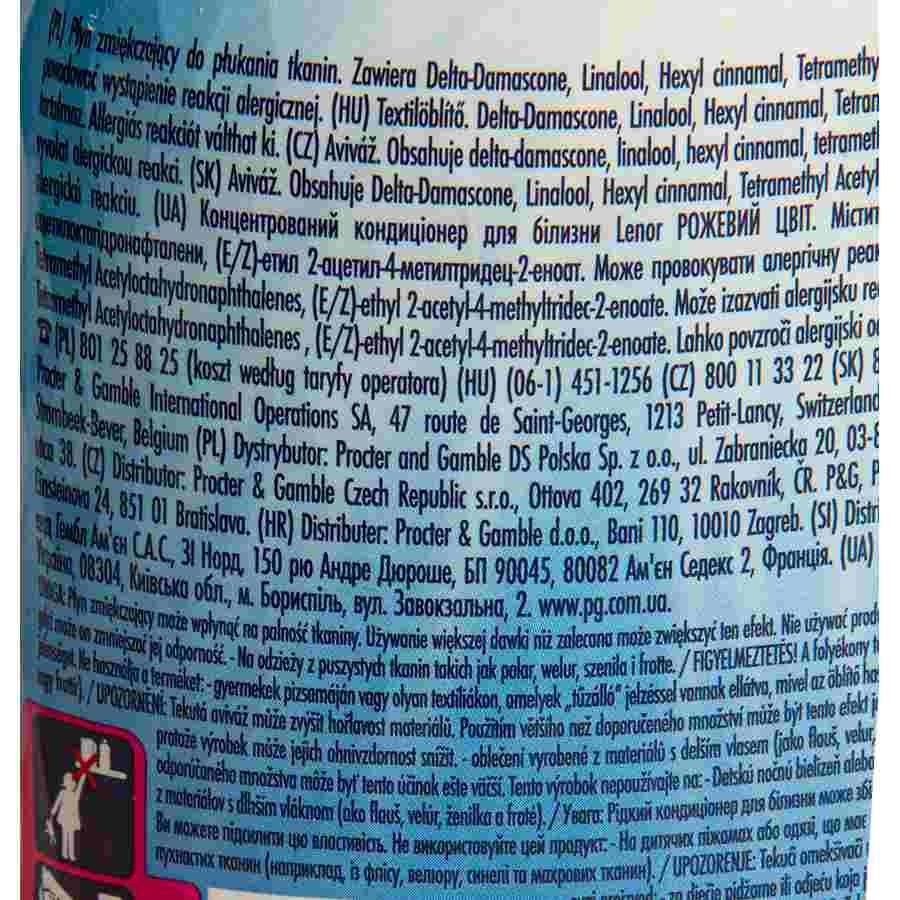 (PL) Płyn zmiękczający do płukania tkanin. Zawiera Delta-Damascone, Linalool, Hexyl cinnamal, Tetramethy
powodować wystąpienie reakcji alergicznej. (HU) Textilöblítő. Delta-Damascone, Linalool, Hexyl cinnamal, Tetram
tartalmaz. Allergiás reakciót válthat ki. (CZ) Aviváž. Obsahuje delta-damascone, linalool, hexyl cinnamal, tetramethy
vyvolat alergickou reakci. (SK) Aviváž. Obsahuje Delta-Damascone, Linalool, Hexyl cinnamal, Tetramethyl Acetyl
alergickú reakciu. (UA) Концентрований кондиціонер для білизни Lenor РОЖЕВИЙ ЦВІТ. Містит
(E/Z)-етил 2-ацетил-4-метилтридец-2-еноат. Може провокувати алергічну реак
Tetramethyl Acetyloctahydronaphthalenes, (E/Z)-ethyl 2-acetyl-4-methyltridec-2-enoate. Može izazvati alergijsku re
Tetramethyl Acetyloctahydronaphthalenes , (E/Z)-ethyl 2-acetyl-4-methyltridec-2-enoate. Lahko povzroči alergijski o
☎ (PL) 801 25 88 25 (koszt według taryfy operatora) (HU) (06-1) 451-1256 (CZ) 800 11 33 22 (SK) 8
Procter & Gamble International Operations SA, 47 route de Saint-Georges, 1213 Petit-Lancy, Switzerland
Strombeek-Bever, Belgium (PL) Dystrybutor: Procter and Gamble DS Polska Sp. z o.o., ul. Zabraniecka 20, 03-8
utca 38. (CZ) Distributor: Procter & Gamble Czech Republic s.r.o., Ottova 402, 269 32 Rakovník, ČR. P&G, P
Einsteinova 24, 851 01 Bratislava. (HR) Distributer: Procter & Gamble d.o.o., Bani 110, 10010 Zagreb. (SI) Distri
енд Гембл Ам'єн С.А.С., ЗІ Норд, 150 рю Андре Дюроше, БП 90045, 80082 Ам'єн Седекс 2, Франція. (UA)
Україна, 08304, Київська обл., м. Бориспіль, вул. Завокзальна, 2. www.pg.com.ua.
Płyn zmiękczający może wpłynąć na palność tkaniny. Używanie większej dawki niż zalecana może zwiększyć ten efekt. Nie używać produ
gdyż może on zmniejszać jej odporność. - Na odzieży z puszystych tkanin takich jak polar, welur, szenila i frotte. / FIGYELMEZTETÉS! A folyékony te
Ne használja a terméket: - gyermekek pizsamáján vagy olyan textíliákon, amelyek „tűzálló” jelzéssel vannak ellátva, mivel az öblítő ha
vagy frottír). / UPOZORNENÍ: Tekutá aviváž může zvýšit hořlavost materiálů. Použitím většího než doporučeného množství může být tento efekt j
protože výrobek může jejich ohnivzdornost snížit. - oblečení vyrobené z materiálů s delším vlasem (jako flauš, velur,
odporúčaného množstva môže byť tento účinok ešte väčší. Tento výrobok nepoužívajte na: - Detskú nočnú bielizeň alebo
z materiálov s dlhším vláknom (ako flauš, velúr, ženilka a froté). / Увага: Рідкий кондиціонер для білизни може збі
Ви можете підсилити цю властивість. Не використовуйте цей продукт: - На дитячих піжамах або одязі, що має
пухнастих тканин (наприклад, із флісу, велюру, синелі та махрових тканин). / UPOZORENJE: Tekući omekšivač i
- za dječje pidžame ili odjeću koja j